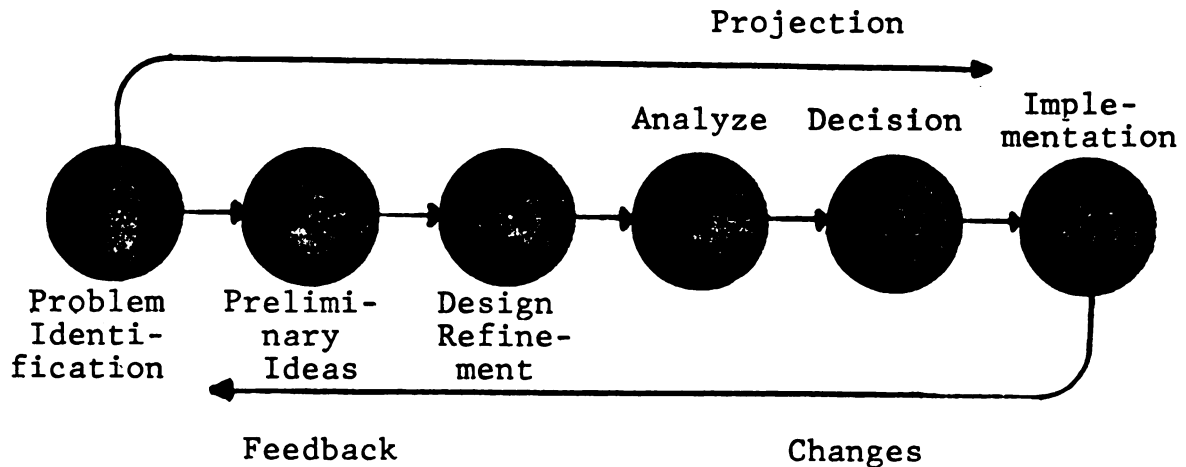 Projection
Analyze
Decision
Imple-
mentation
Problem
Identi-
fication
Prelimi-
nary
Ideas
Design
Refine-
ment
Feedback
Changes